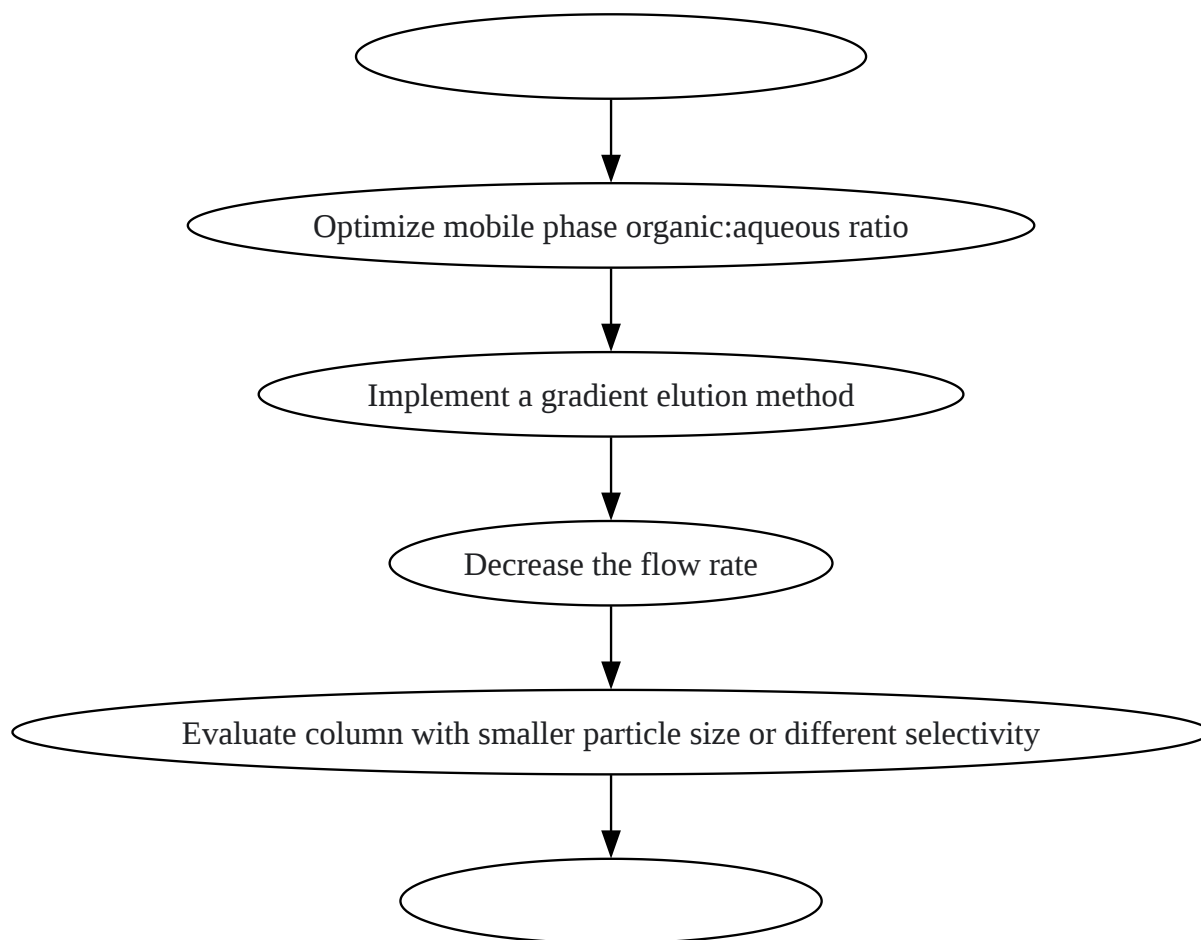 Optimize mobile phase organic:aqueous ratio
Implement a gradient elution method
Decrease the flow rate
Evaluate column with smaller particle size or different selectivity